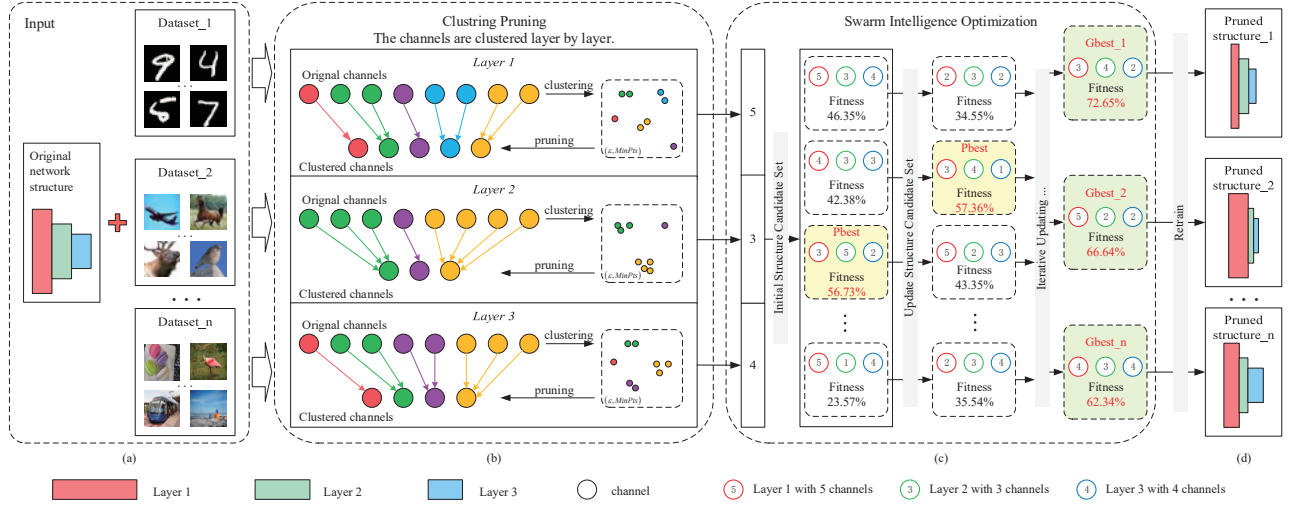 Input
Dataset_1
...
Original
network
structure
Dataset_2
...
...
Dataset_n
...
(a)
Clustring Pruning
The channels are clustered layer by layer.
Layer 1
Orignal channels
clustering
pruning
(ε,MinPts)
Clustered channels
Layer 2
Orignal channels
clustering
pruning
(ε,MinPts)
Clustered channels
Layer 3
Orignal channels
clustering
pruning
(ε,MinPts)
Clustered channels
(b)
5
3
4
Swarm Intelligence Optimization
Initial Structure Candidate Set
5 3 4
Fitness
46.35%
4 3 3
Fitness
42.38%
Pbest
3 5 2
Fitness
56.73%
5 1 4
Fitness
23.57%
Update Structure Candidate Set
2 3 2
Fitness
34.55%
Pbest
3 4 1
Fitness
57.36%
5 2 3
Fitness
43.35%
2 3 4
Fitness
35.54%
Iterative Updating ...
Gbest_1
3 4 2
Fitness
72.65%
Gbest_2
5 2 2
Fitness
66.64%
Gbest_n
4 3 4
Fitness
62.34%
(c)
Retrain
Pruned
structure_1
Pruned
structure_2
...
Pruned
structure_n
(d)
Layer 1
Layer 2
Layer 3
channel
5 Layer 1 with 5 channels
3 Layer 2 with 3 channels
4 Layer 3 with 4 channels